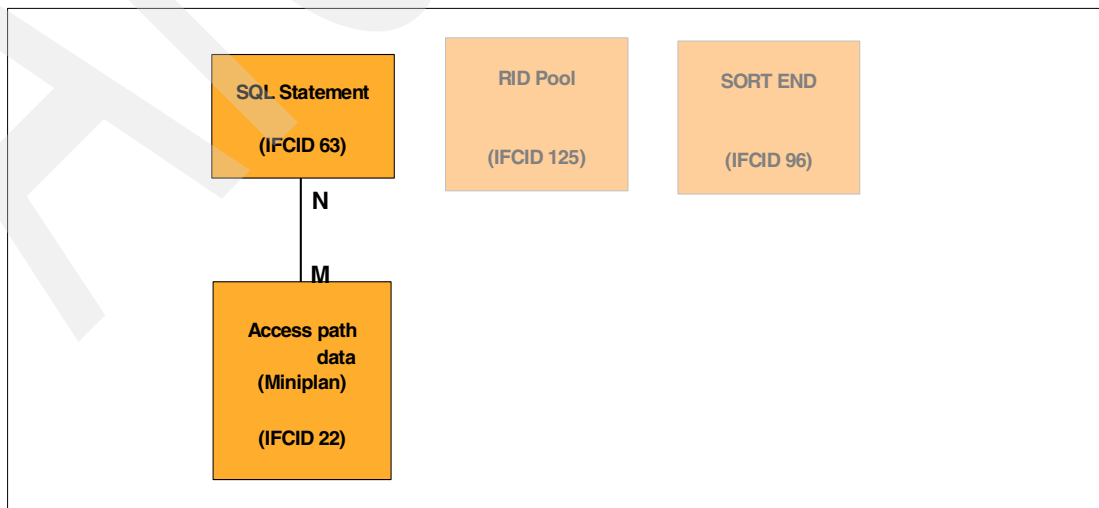 SQL Statement
(IFCID 63)
RID Pool
(IFCID 125)
SORT END
(IFCID 96)
N
M
Access path
data
(Miniplan)
(IFCID 22)